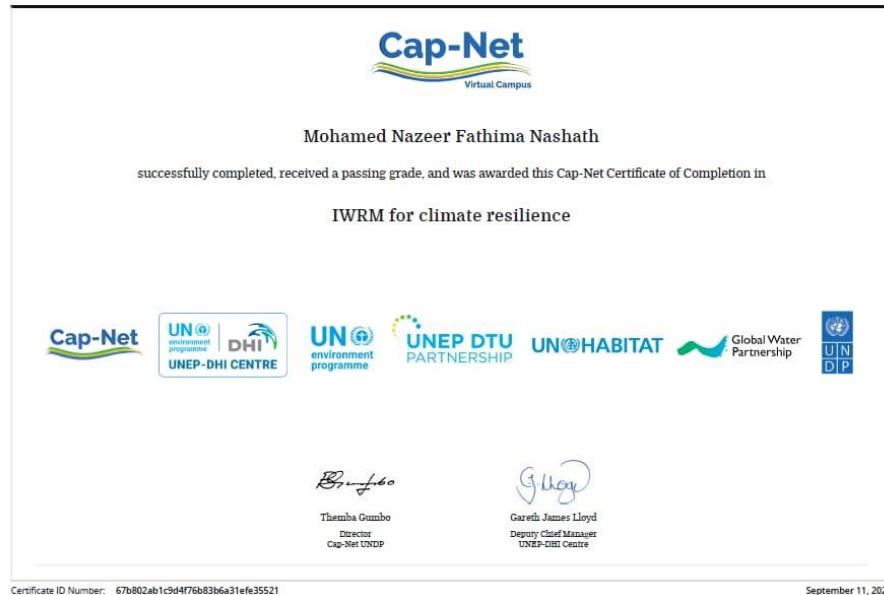 Cap-Net
Virtual Campus
Mohamed Nazeer Fathima Nashath
successfully completed, received a passing grade, and was awarded this Cap-Net Certificate of Completion in
IWRM for climate resilience
Cap-Net
UN
environment
programme
DHI
UNEP-DHI CENTRE
UN
environment
programme
UNEP DTU
PARTNERSHIP
UN HABITAT
Global Water
Partnership
U N
D P
Themba Gumbo
Director
Cap-Net UNDP
Gareth James Lloyd
Deputy Chief Manager
UNEP-DHI Centre
Certificate ID Number: 67b802ab1c9d4f76b83b6a31efe35521
September 11, 202